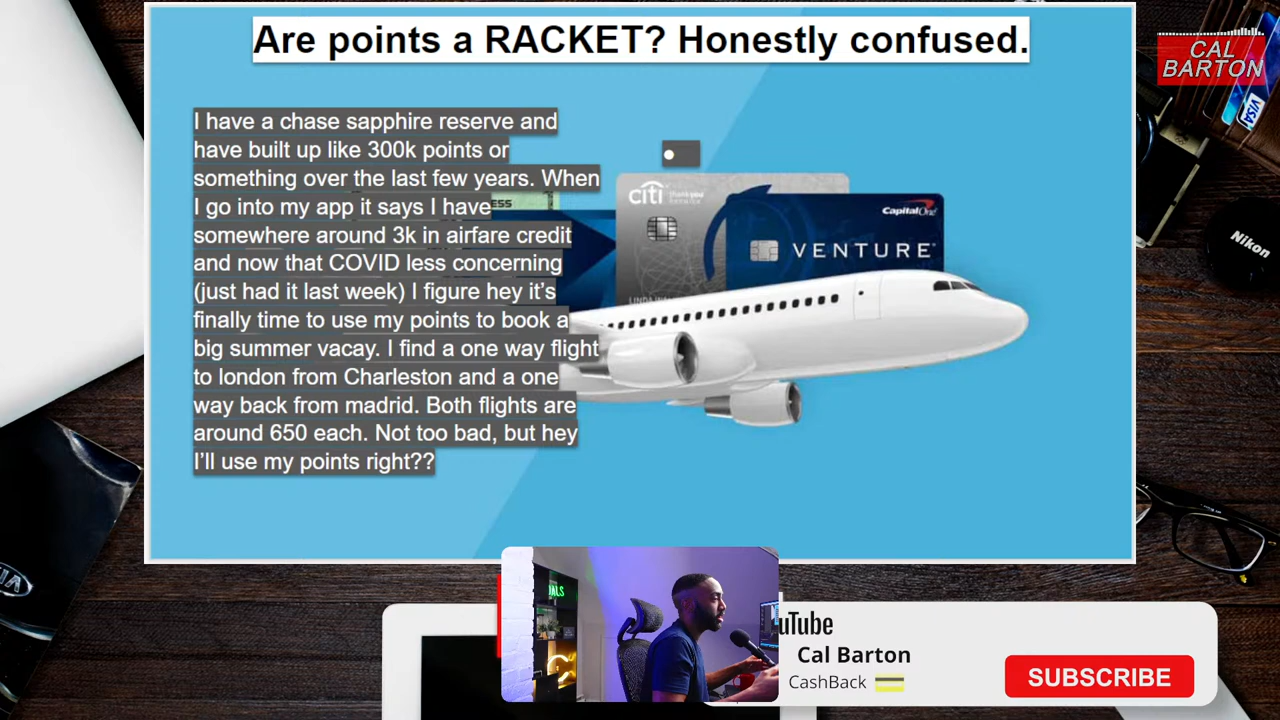 Are points a RACKET? Honestly confused.
CAL
BARTON
VISA
I have a chase sapphire reserve and
have built up like 300k points or
something over the last few years. When
I go into my app it says I have
somewhere around 3k in airfare credit
and now that COVID less concerning
(just had it last week) I figure hey it’s
finally time to use my points to book a
big summer vacay. I find a one way flight
to london from Charleston and a one
way back from madrid. Both flights are
around 650 each. Not too bad, but hey
I’ll use my points right??
ESS
citi
Capital One
VENTURE
Nikon
ALS
uTube
Cal Barton
CashBack
SUBSCRIBE